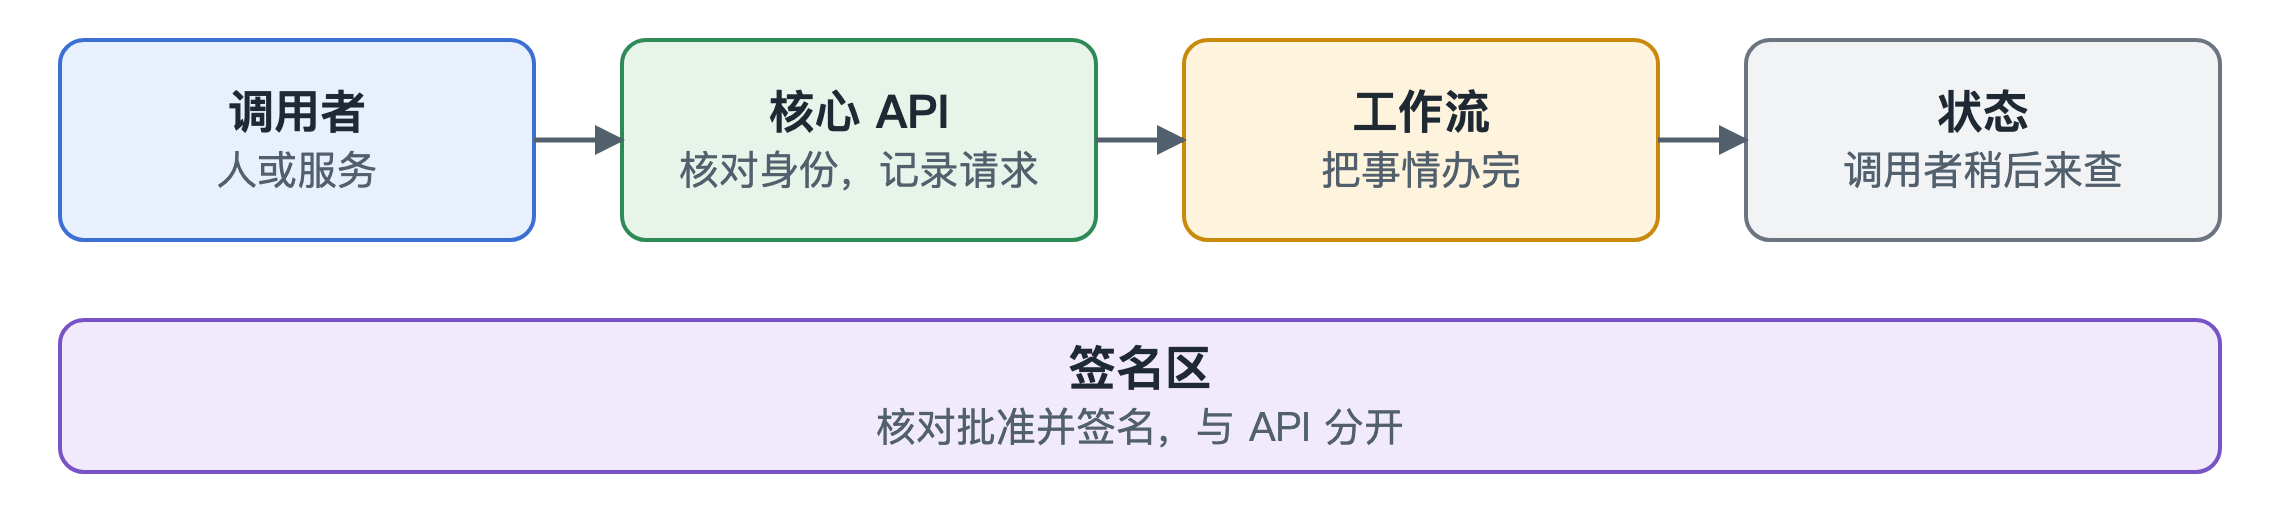 调用者
人或服务
核心 API
核对身份，记录请求
工作流
把事情办完
状态
调用者稍后来查
签名区
核对批准并签名，与 API 分开